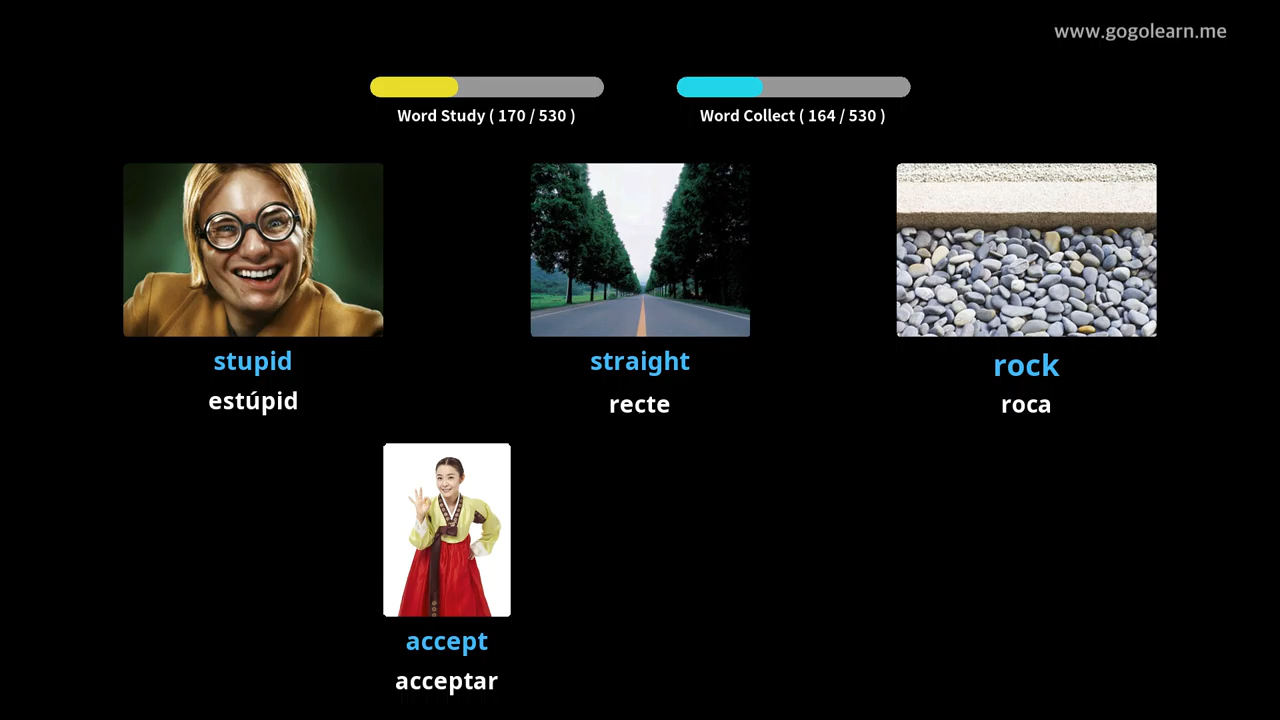 www.gogolearn.me
Word Study ( 170 / 530 )
Word Collect ( 164 / 530 )
stupid
estúpid
straight
recte
rock
roca
accept
acceptar